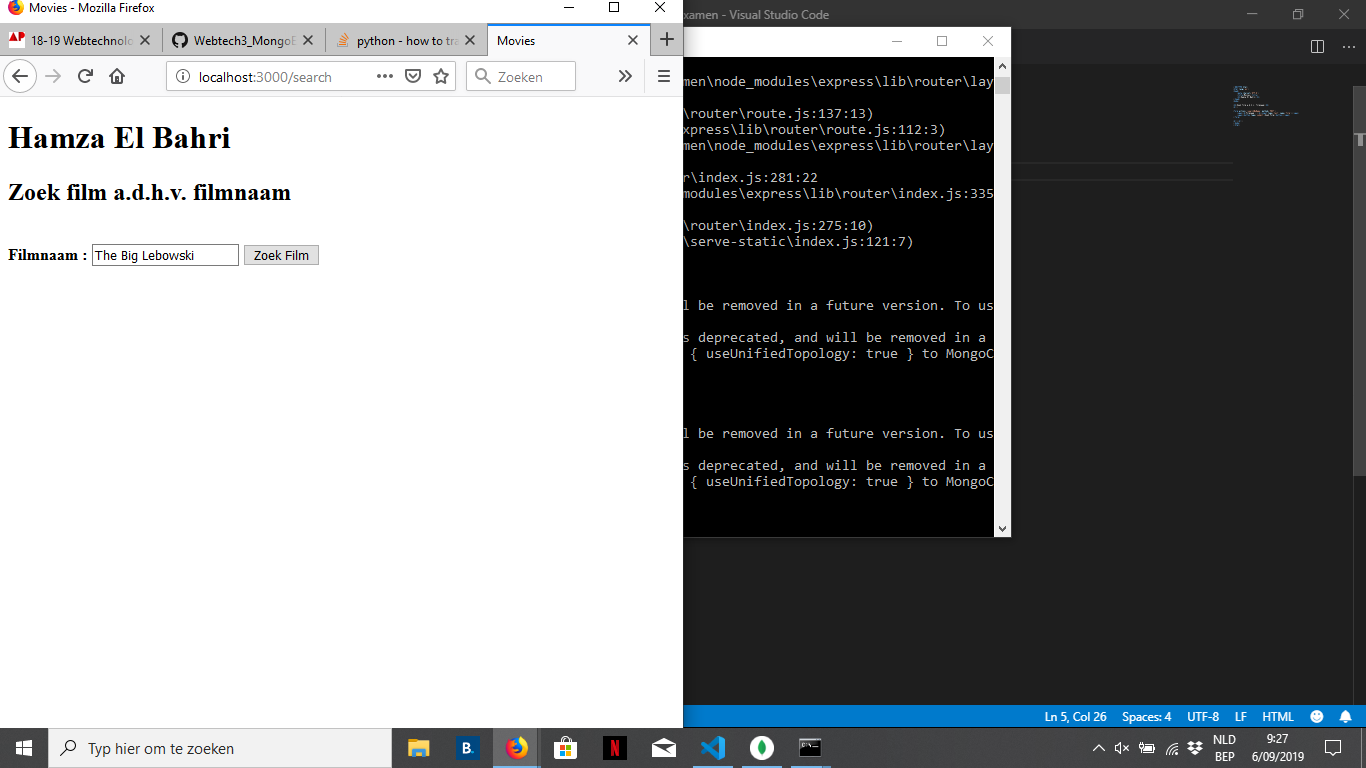 Movies - Mozilla Firefox
18-19 Webtechnolo
Webtech3_MongoE
python - how to tra
Movies
localhost:3000/search
Zoeken
Hamza El Bahri
Zoek film a.d.h.v. filmnaam
Filmnaam : The Big Lebowski Zoek Film
xamen - Visual Studio Code
men\node_modules\express\lib\router\lay
\router\route.js:137:13)
xpress\lib\router\route.js:112:3)
men\node_modules\express\lib\router\lay
r\index.js:281:22
modules\express\lib\router\index.js:335
\router\index.js:275:10)
\serve-static\index.js:121:7)
l be removed in a future version. To us
s deprecated, and will be removed in a
{ useUnifiedTopology: true } to MongoC
l be removed in a future version. To us
s deprecated, and will be removed in a
{ useUnifiedTopology: true } to MongoC
Ln 5, Col 26 Spaces: 4 UTF-8 LF HTML
Typ hier om te zoeken
B.
N
NLD
BEP
9:27
6/09/2019